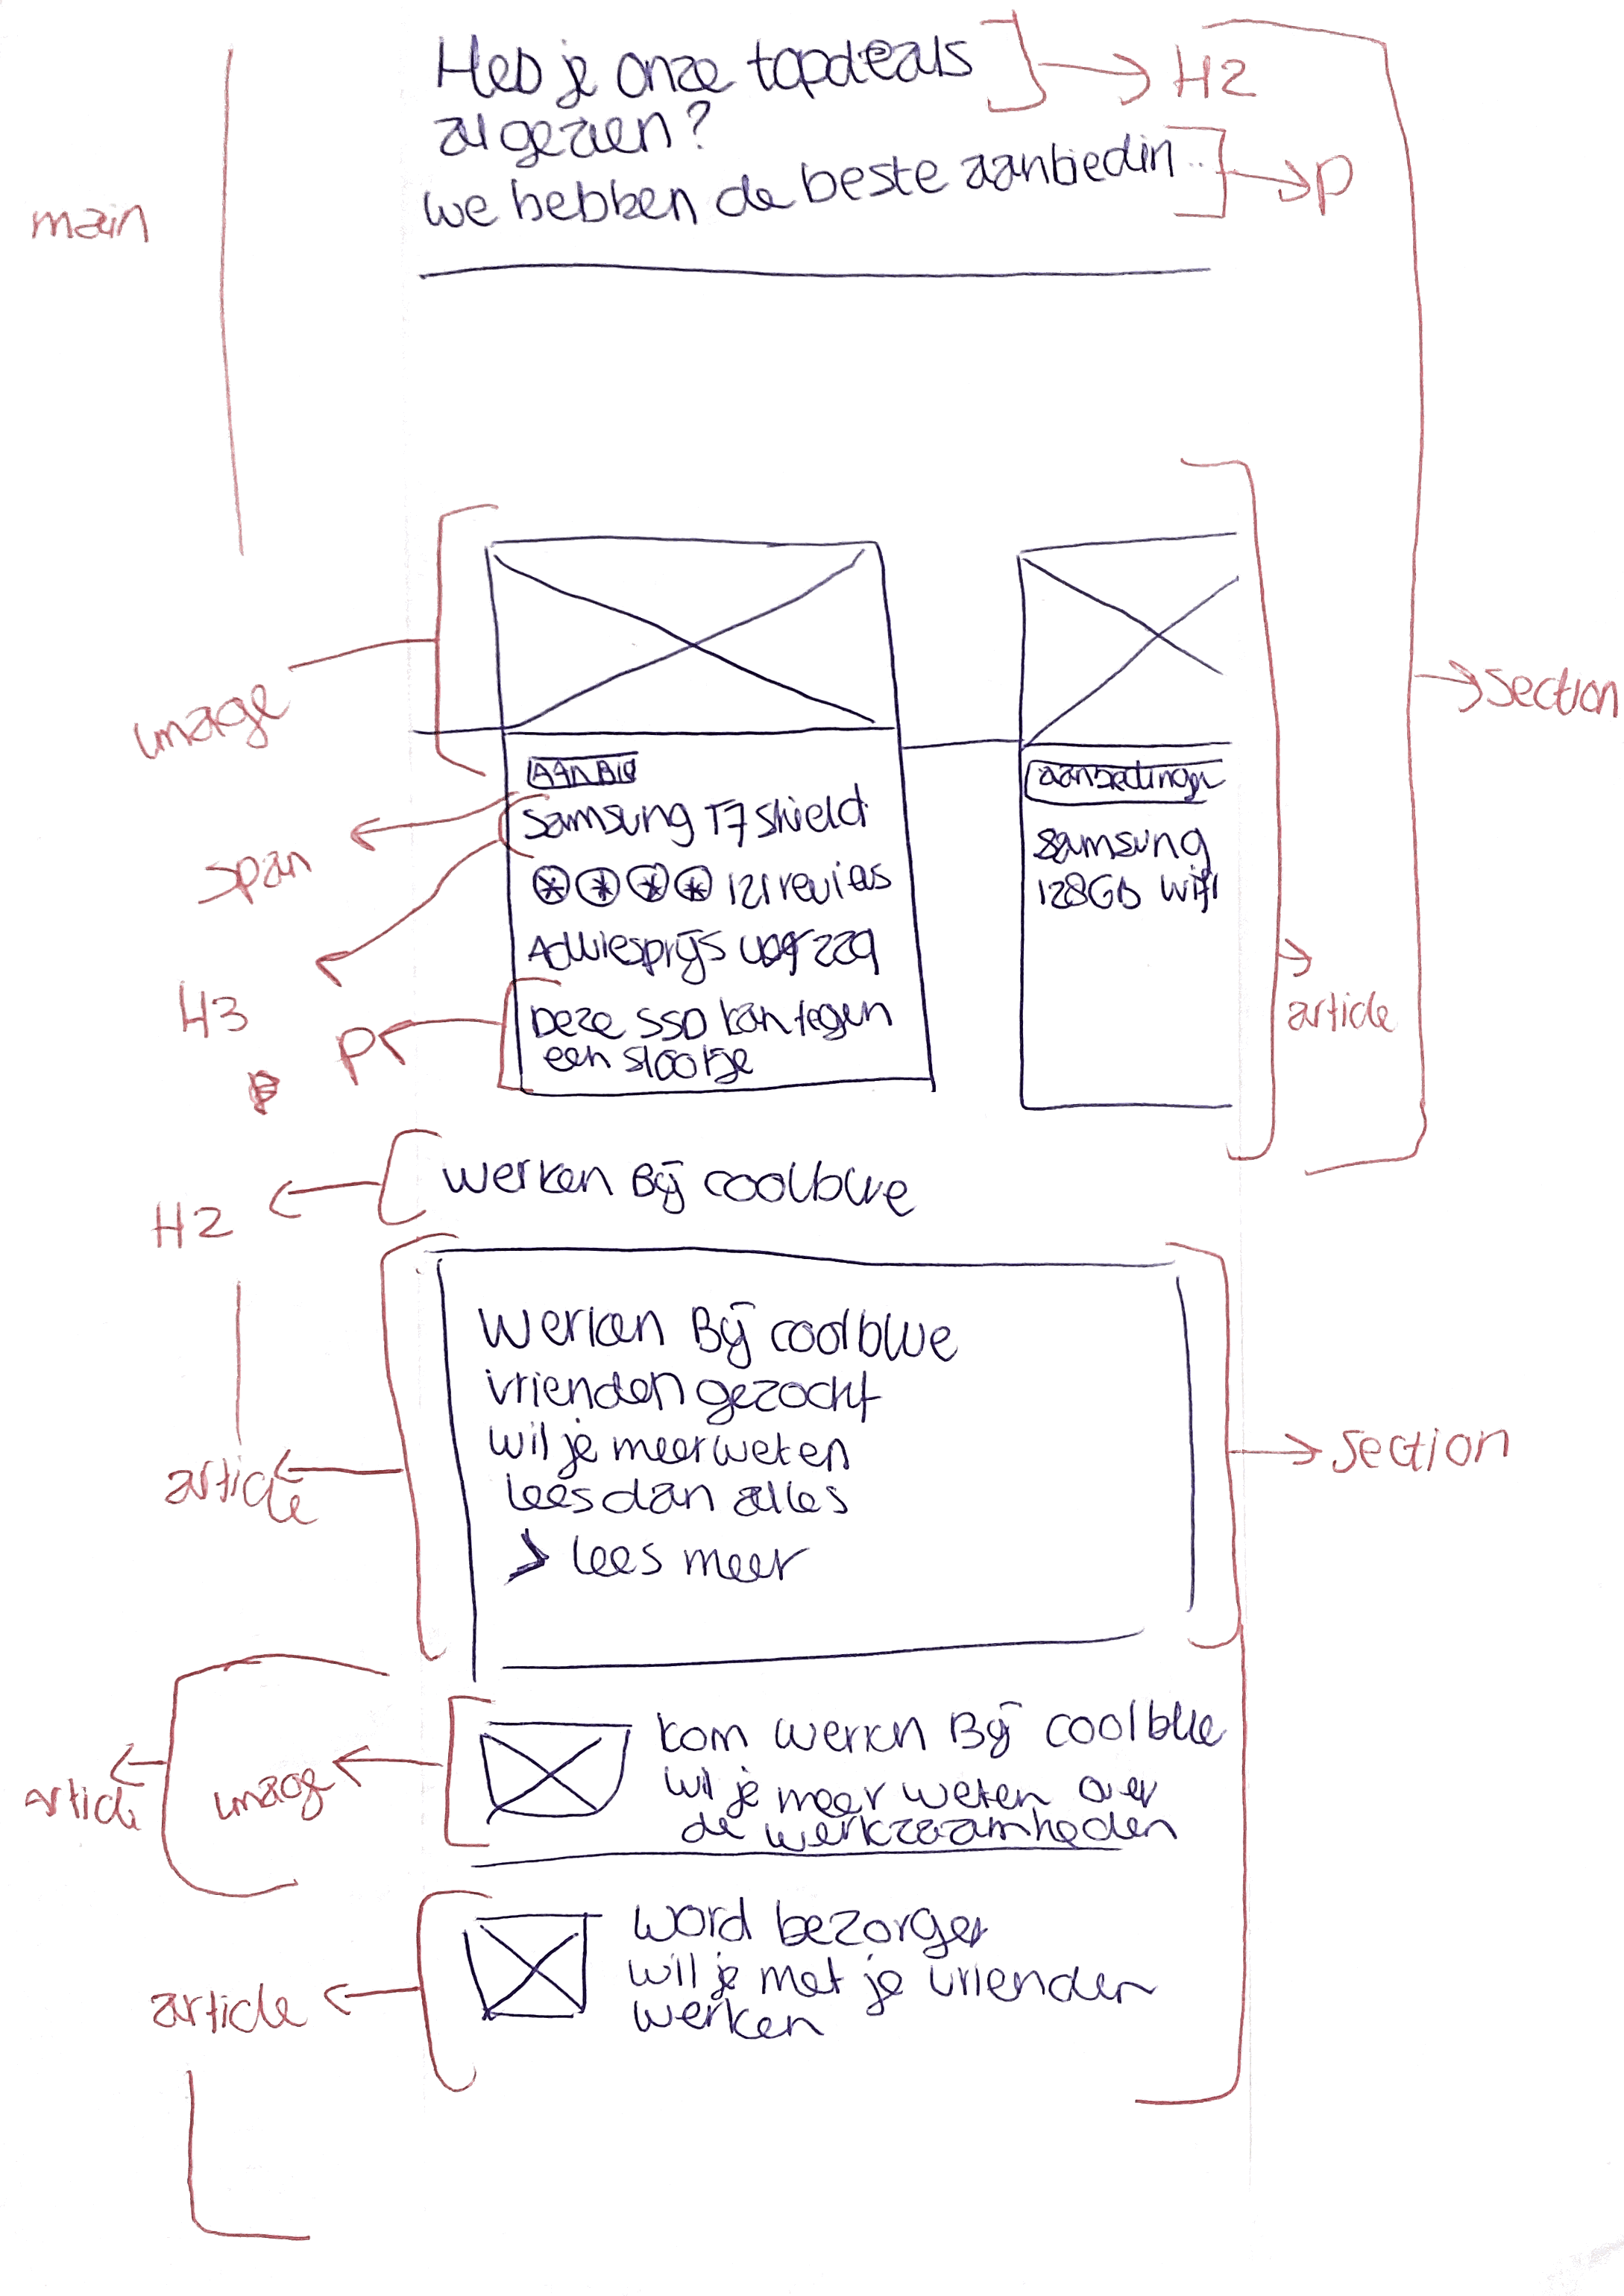 Heb je onze topdeals
H2
al gezien?
we hebben de beste aanbiedin..
P
main
image
section
AANBIE
aanbiedingen
span
Samsung T7 shield
Samsung
128GB wifi
121 reviews
Adviesprijs 229
H3
P
Deze SSD kan tegen
een stootje
article
H2
werken Bij coolblue
werken Bij coolblue
vrienden gezocht
wil je meer weten
lees dan alles
> lees meer
article
section
article
image
kom werken Bij coolblue
wil je meer weten over
de werkzaamheden
article
word bezorger
wil je met je vrienden
werken